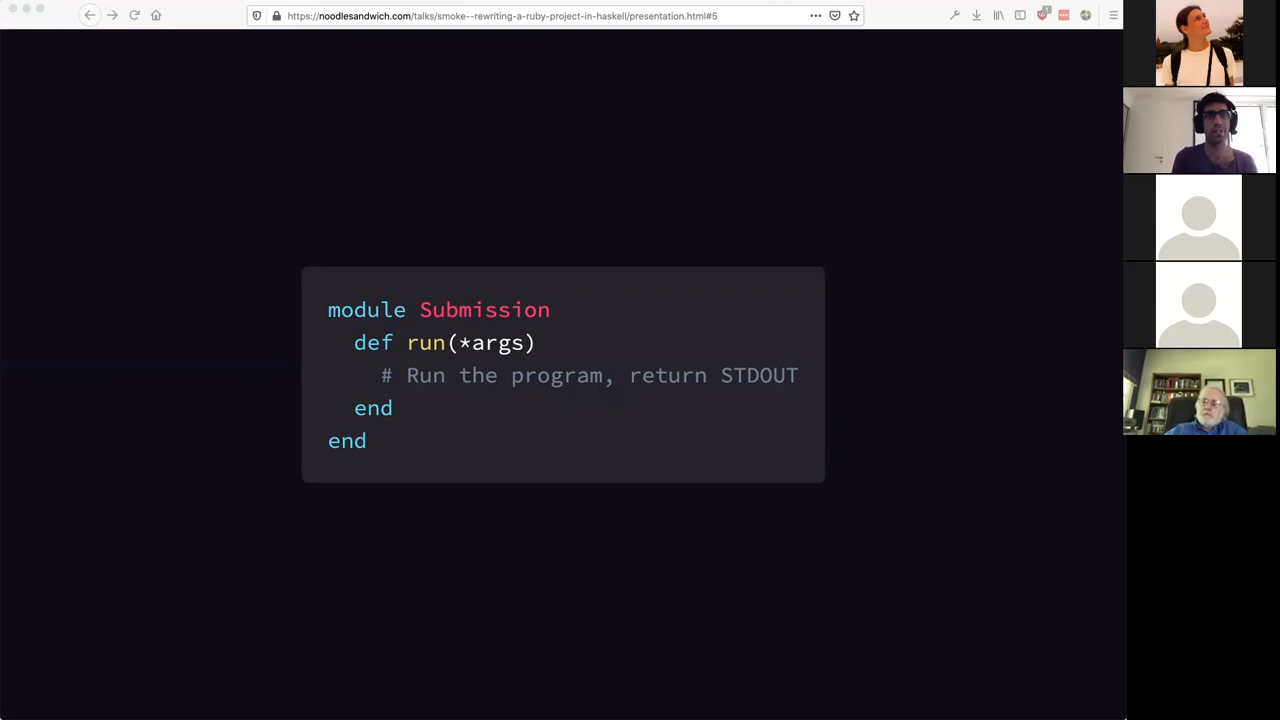 https://noodlesandwich.com/talks/smoke--rewriting-a-ruby-project-in-haskell/presentation.html#5
module Submission
def run(*args)
# Run the program, return STDOUT
end
end